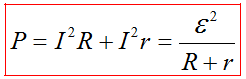 P = I²R + I²r = ε²/(R + r)